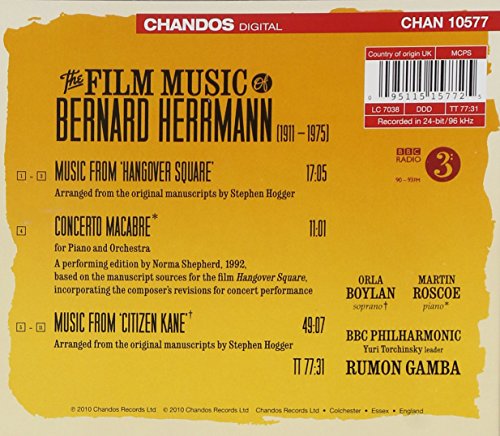 CHANDOS DIGITAL CHAN 10577
Country of origin UK MCPS
0 95115 15772 5
LC 7038 DDD TT 77:31
Recorded in 24-bit/96 kHz
The FILM MUSIC of
BERNARD HERRMANN (1911 – 1975)
MUSIC FROM 'HANGOVER SQUARE' 17:05
Arranged from the original manuscripts by Stephen Hogger
BBC
RADIO
3
90 – 93 FM
4 CONCERTO MACABRE* 11:01
for Piano and Orchestra
A performing edition by Norma Shepherd, 1992,
based on the manuscript sources for the film Hangover Square,
incorporating the composer's revisions for concert performance
ORLA
BOYLAN
soprano†
MARTIN
ROSCOE
piano*
MUSIC FROM 'CITIZEN KANE'† 49:07
Arranged from the original manuscripts by Stephen Hogger
TT 77:31
BBC PHILHARMONIC
Yuri Torchinsky leader
RUMON GAMBA
℗ 2010 Chandos Records Ltd © 2010 Chandos Records Ltd Chandos Records Ltd • Colchester • Essex • England